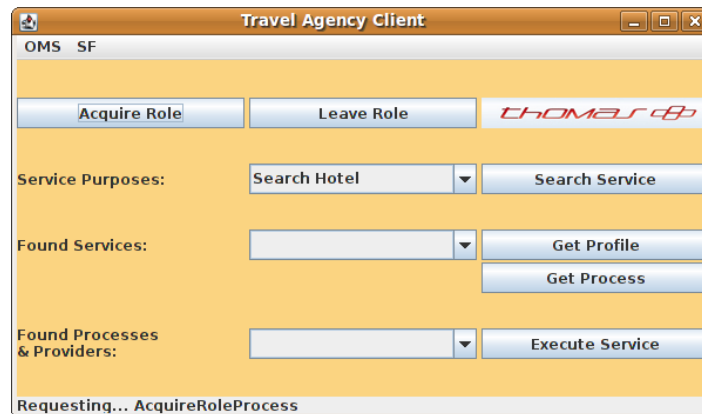 Travel Agency Client
OMS SF
Acquire Role Leave Role thomas
Service Purposes: Search Hotel Search Service
Found Services: Get Profile
Get Process
Found Processes
& Providers: Execute Service
Requesting... AcquireRoleProcess